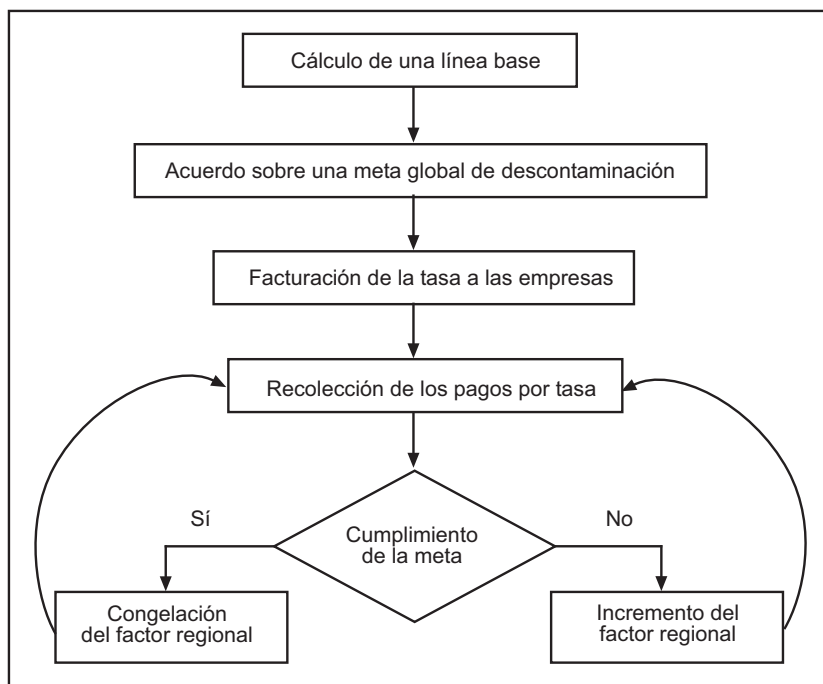 Cálculo de una línea base
Acuerdo sobre una meta global de descontaminación
Facturación de la tasa a las empresas
Recolección de los pagos por tasa
Sí
No
Cumplimiento
de la meta
Congelación
del factor regional
Incremento del
factor regional